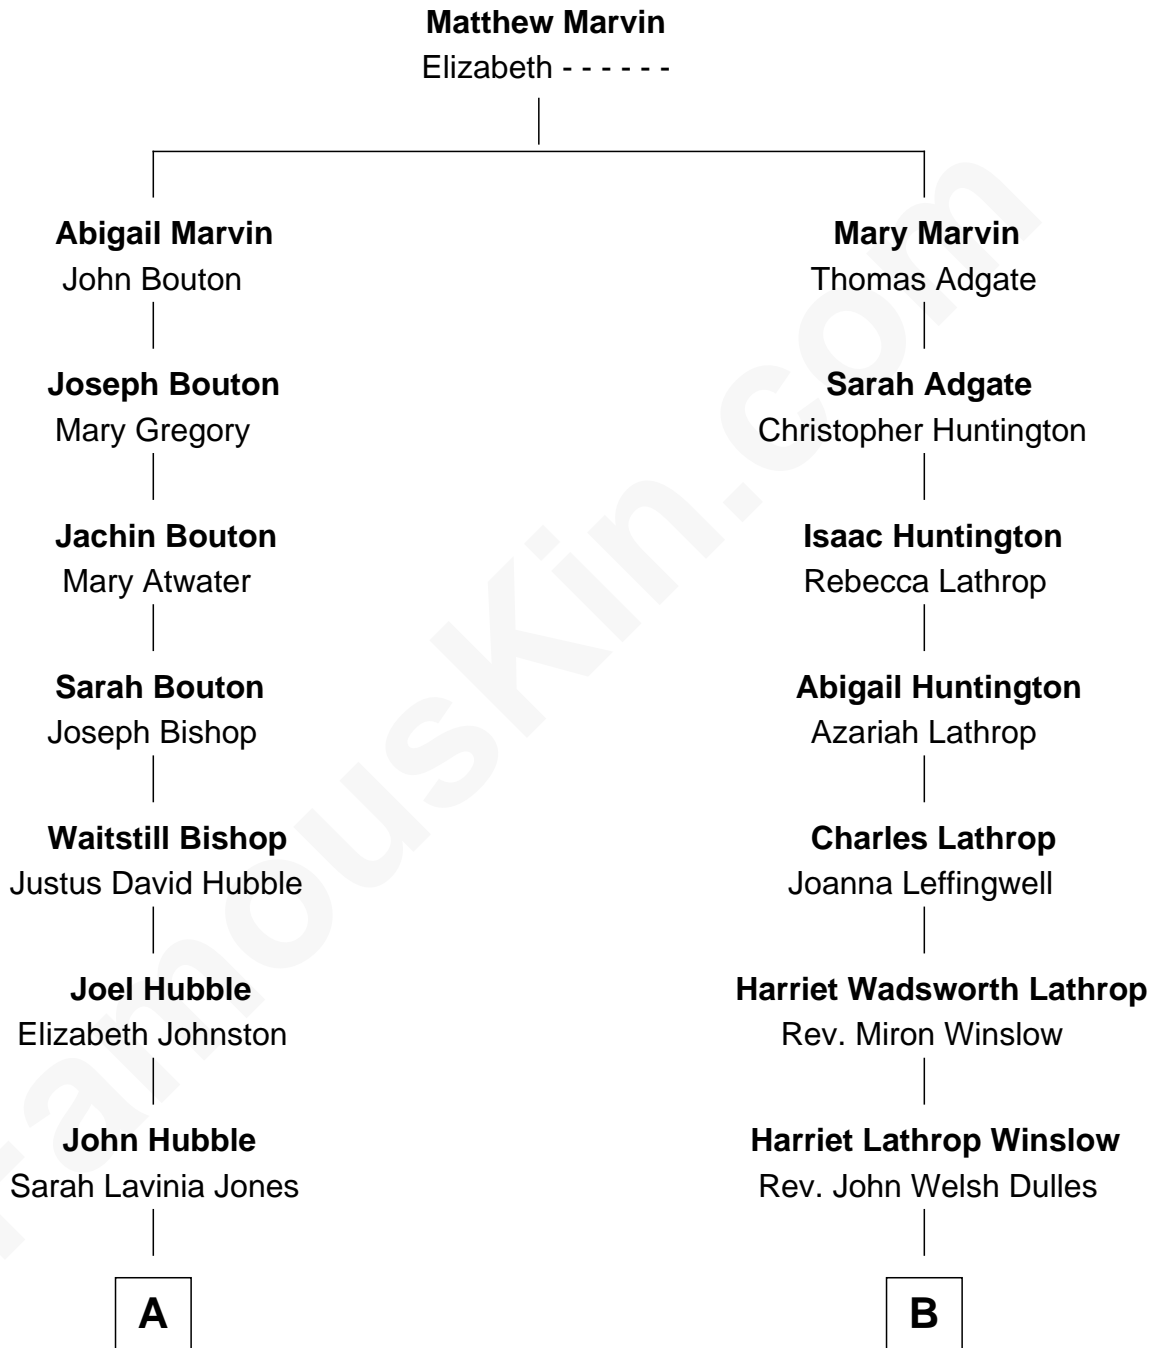 Matthew Marvin
Elizabeth - - - - - -
Abigail Marvin
John Bouton
Mary Marvin
Thomas Adgate
Joseph Bouton
Mary Gregory
Sarah Adgate
Christopher Huntington
Jachin Bouton
Mary Atwater
Isaac Huntington
Rebecca Lathrop
Sarah Bouton
Joseph Bishop
Abigail Huntington
Azariah Lathrop
Waitstill Bishop
Justus David Hubble
Charles Lathrop
Joanna Leffingwell
Joel Hubble
Elizabeth Johnston
Harriet Wadsworth Lathrop
Rev. Miron Winslow
John Hubble
Sarah Lavinia Jones
Harriet Lathrop Winslow
Rev. John Welsh Dulles
A
B
FamousKin.com